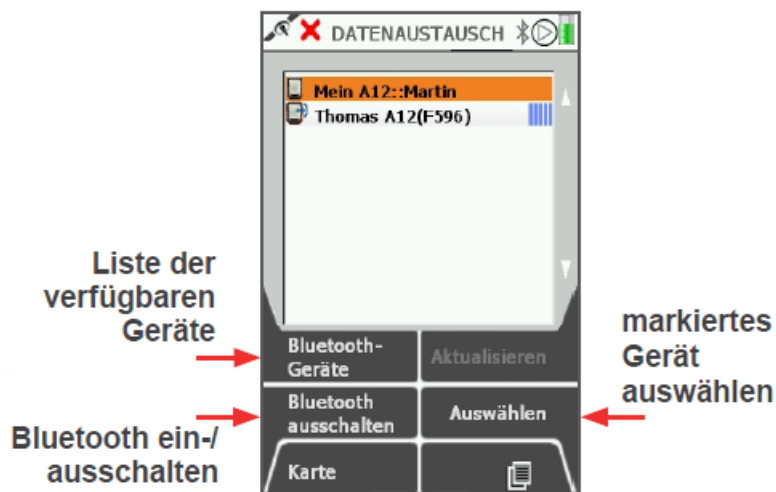 DATENAUSTAUSCH
Mein A12::Martin
Thomas A12(F596)
Liste der
verfügbaren
Geräte
Bluetooth-
Geräte
Aktualisieren
markiertes
Gerät
auswählen
Bluetooth
ausschalten
Auswählen
Bluetooth ein-/
ausschalten
Karte